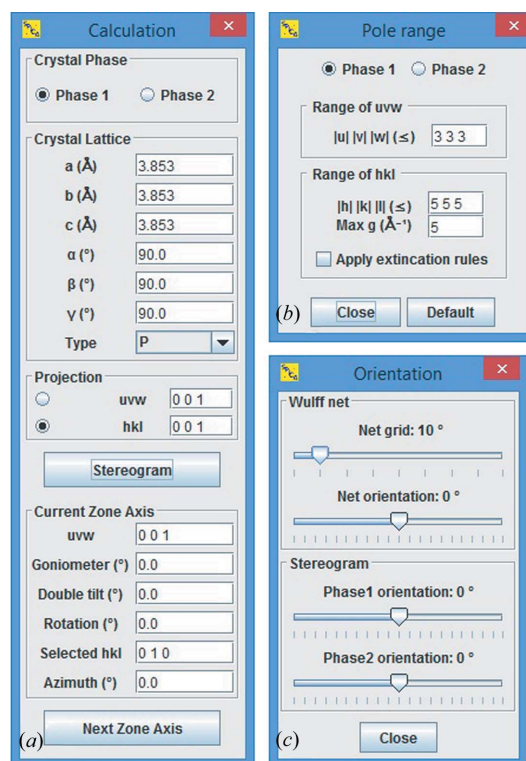 Calculation
Crystal Phase
Phase 1 Phase 2
Crystal Lattice
a (Å) 3.853
b (Å) 3.853
c (Å) 3.853
α (°) 90.0
β (°) 90.0
γ (°) 90.0
Type P
Projection
uvw 0 0 1
hkl 0 0 1
Stereogram
Current Zone Axis
uvw 0 0 1
Goniometer (°) 0.0
Double tilt (°) 0.0
Rotation (°) 0.0
Selected hkl 0 1 0
Azimuth (°) 0.0
Next Zone Axis
(a)
Pole range
Phase 1 Phase 2
Range of uvw
|u| |v| |w| (≤) 3 3 3
Range of hkl
|h| |k| |l| (≤) 5 5 5
Max g (Å⁻¹) 5
Apply extincation rules
(b) Close Default
Orientation
Wulff net
Net grid: 10 °
Net orientation: 0 °
Stereogram
Phase1 orientation: 0 °
Phase2 orientation: 0 °
(c) Close